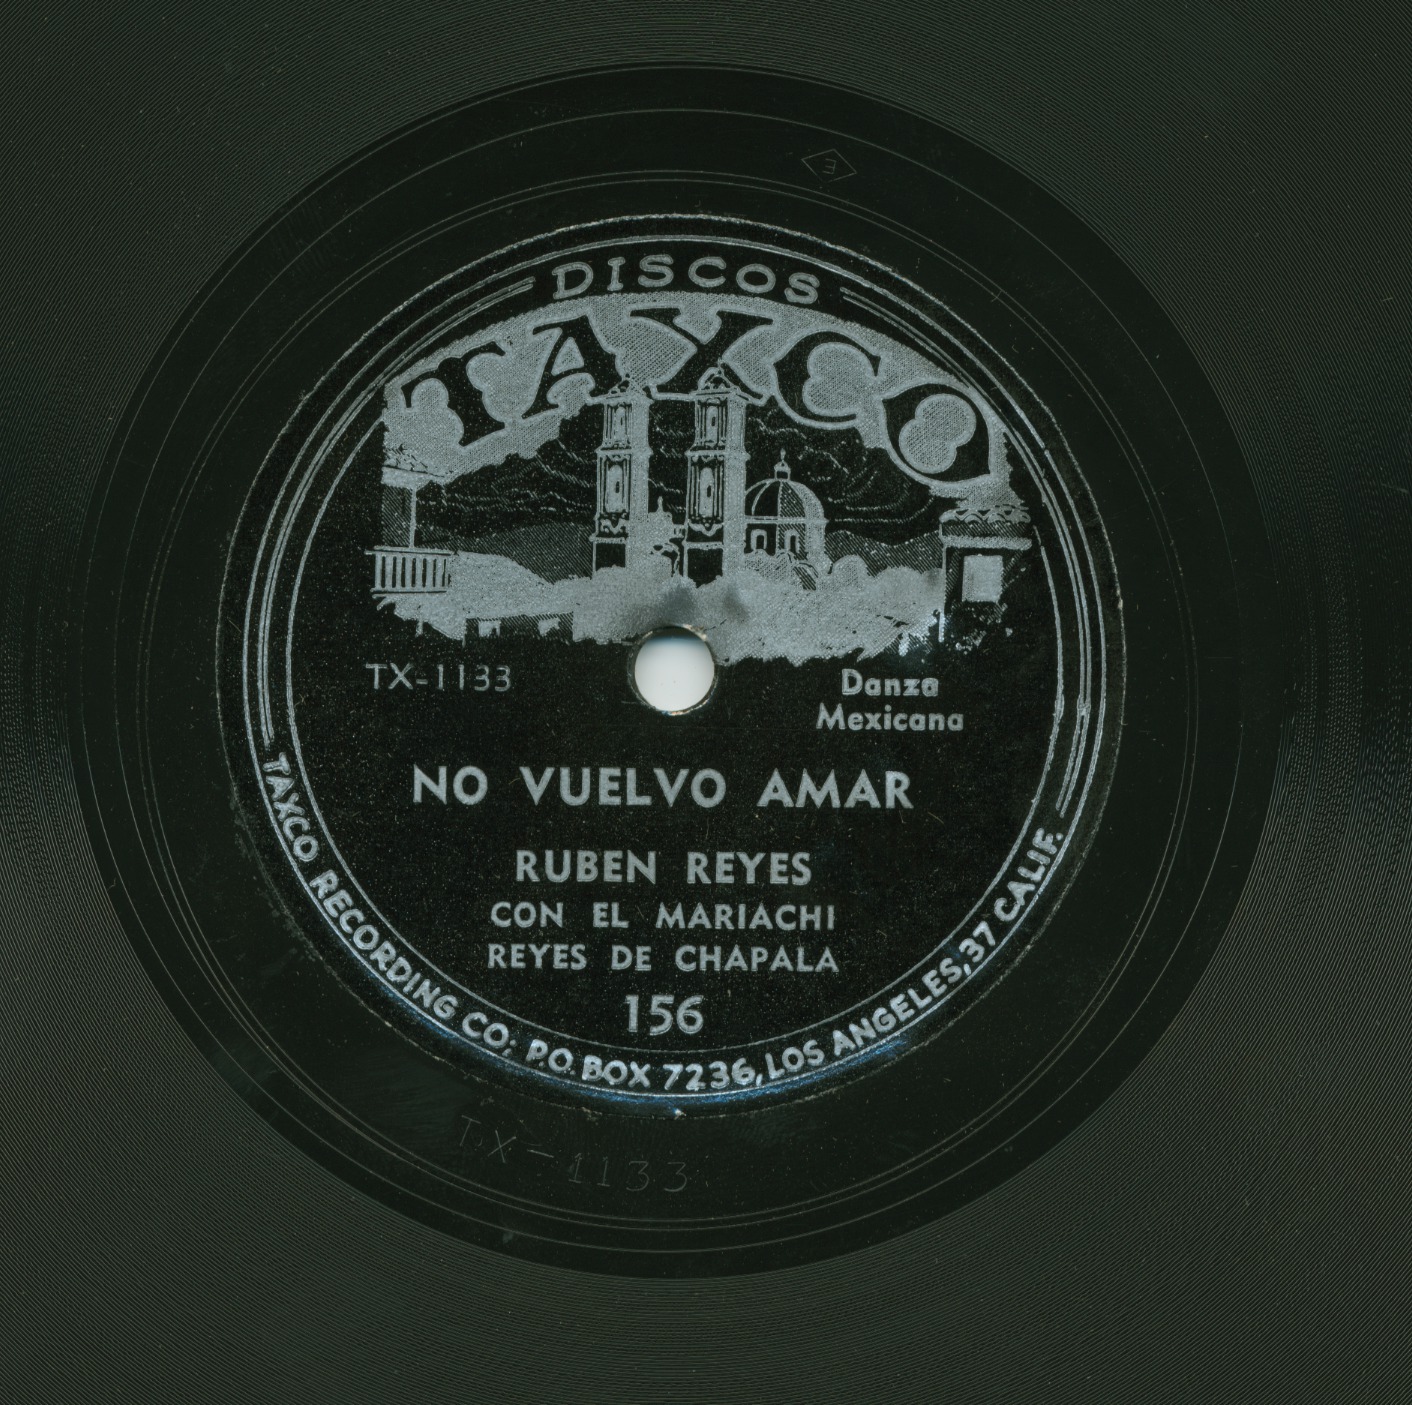 DISCOS
TAXCO
TX-1133
Danza
Mexicana
NO VUELVO AMAR
RUBEN REYES
CON EL MARIACHI
REYES DE CHAPALA
156
TAXCO RECORDING CO; P.O. BOX 7236, LOS ANGELES, 37 CALIF.
TX-1133